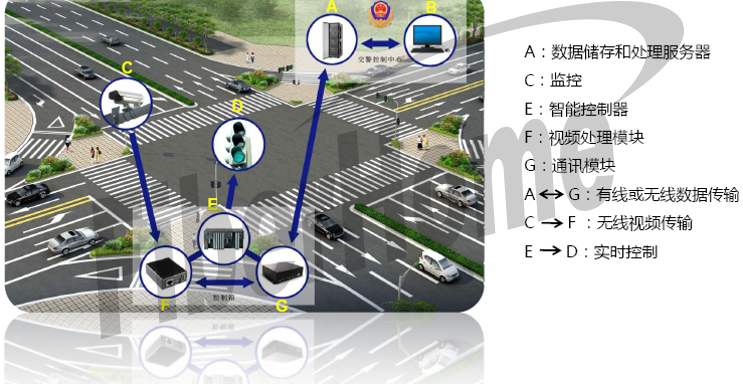 A
B
交警控制中心
C
D
E
F
G
控制箱
A：数据储存和处理服务器
C：监控
E：智能控制器
F：视频处理模块
G：通讯模块
A ⟷ G：有线或无线数据传输
C → F ：无线视频传输
E → D：实时控制